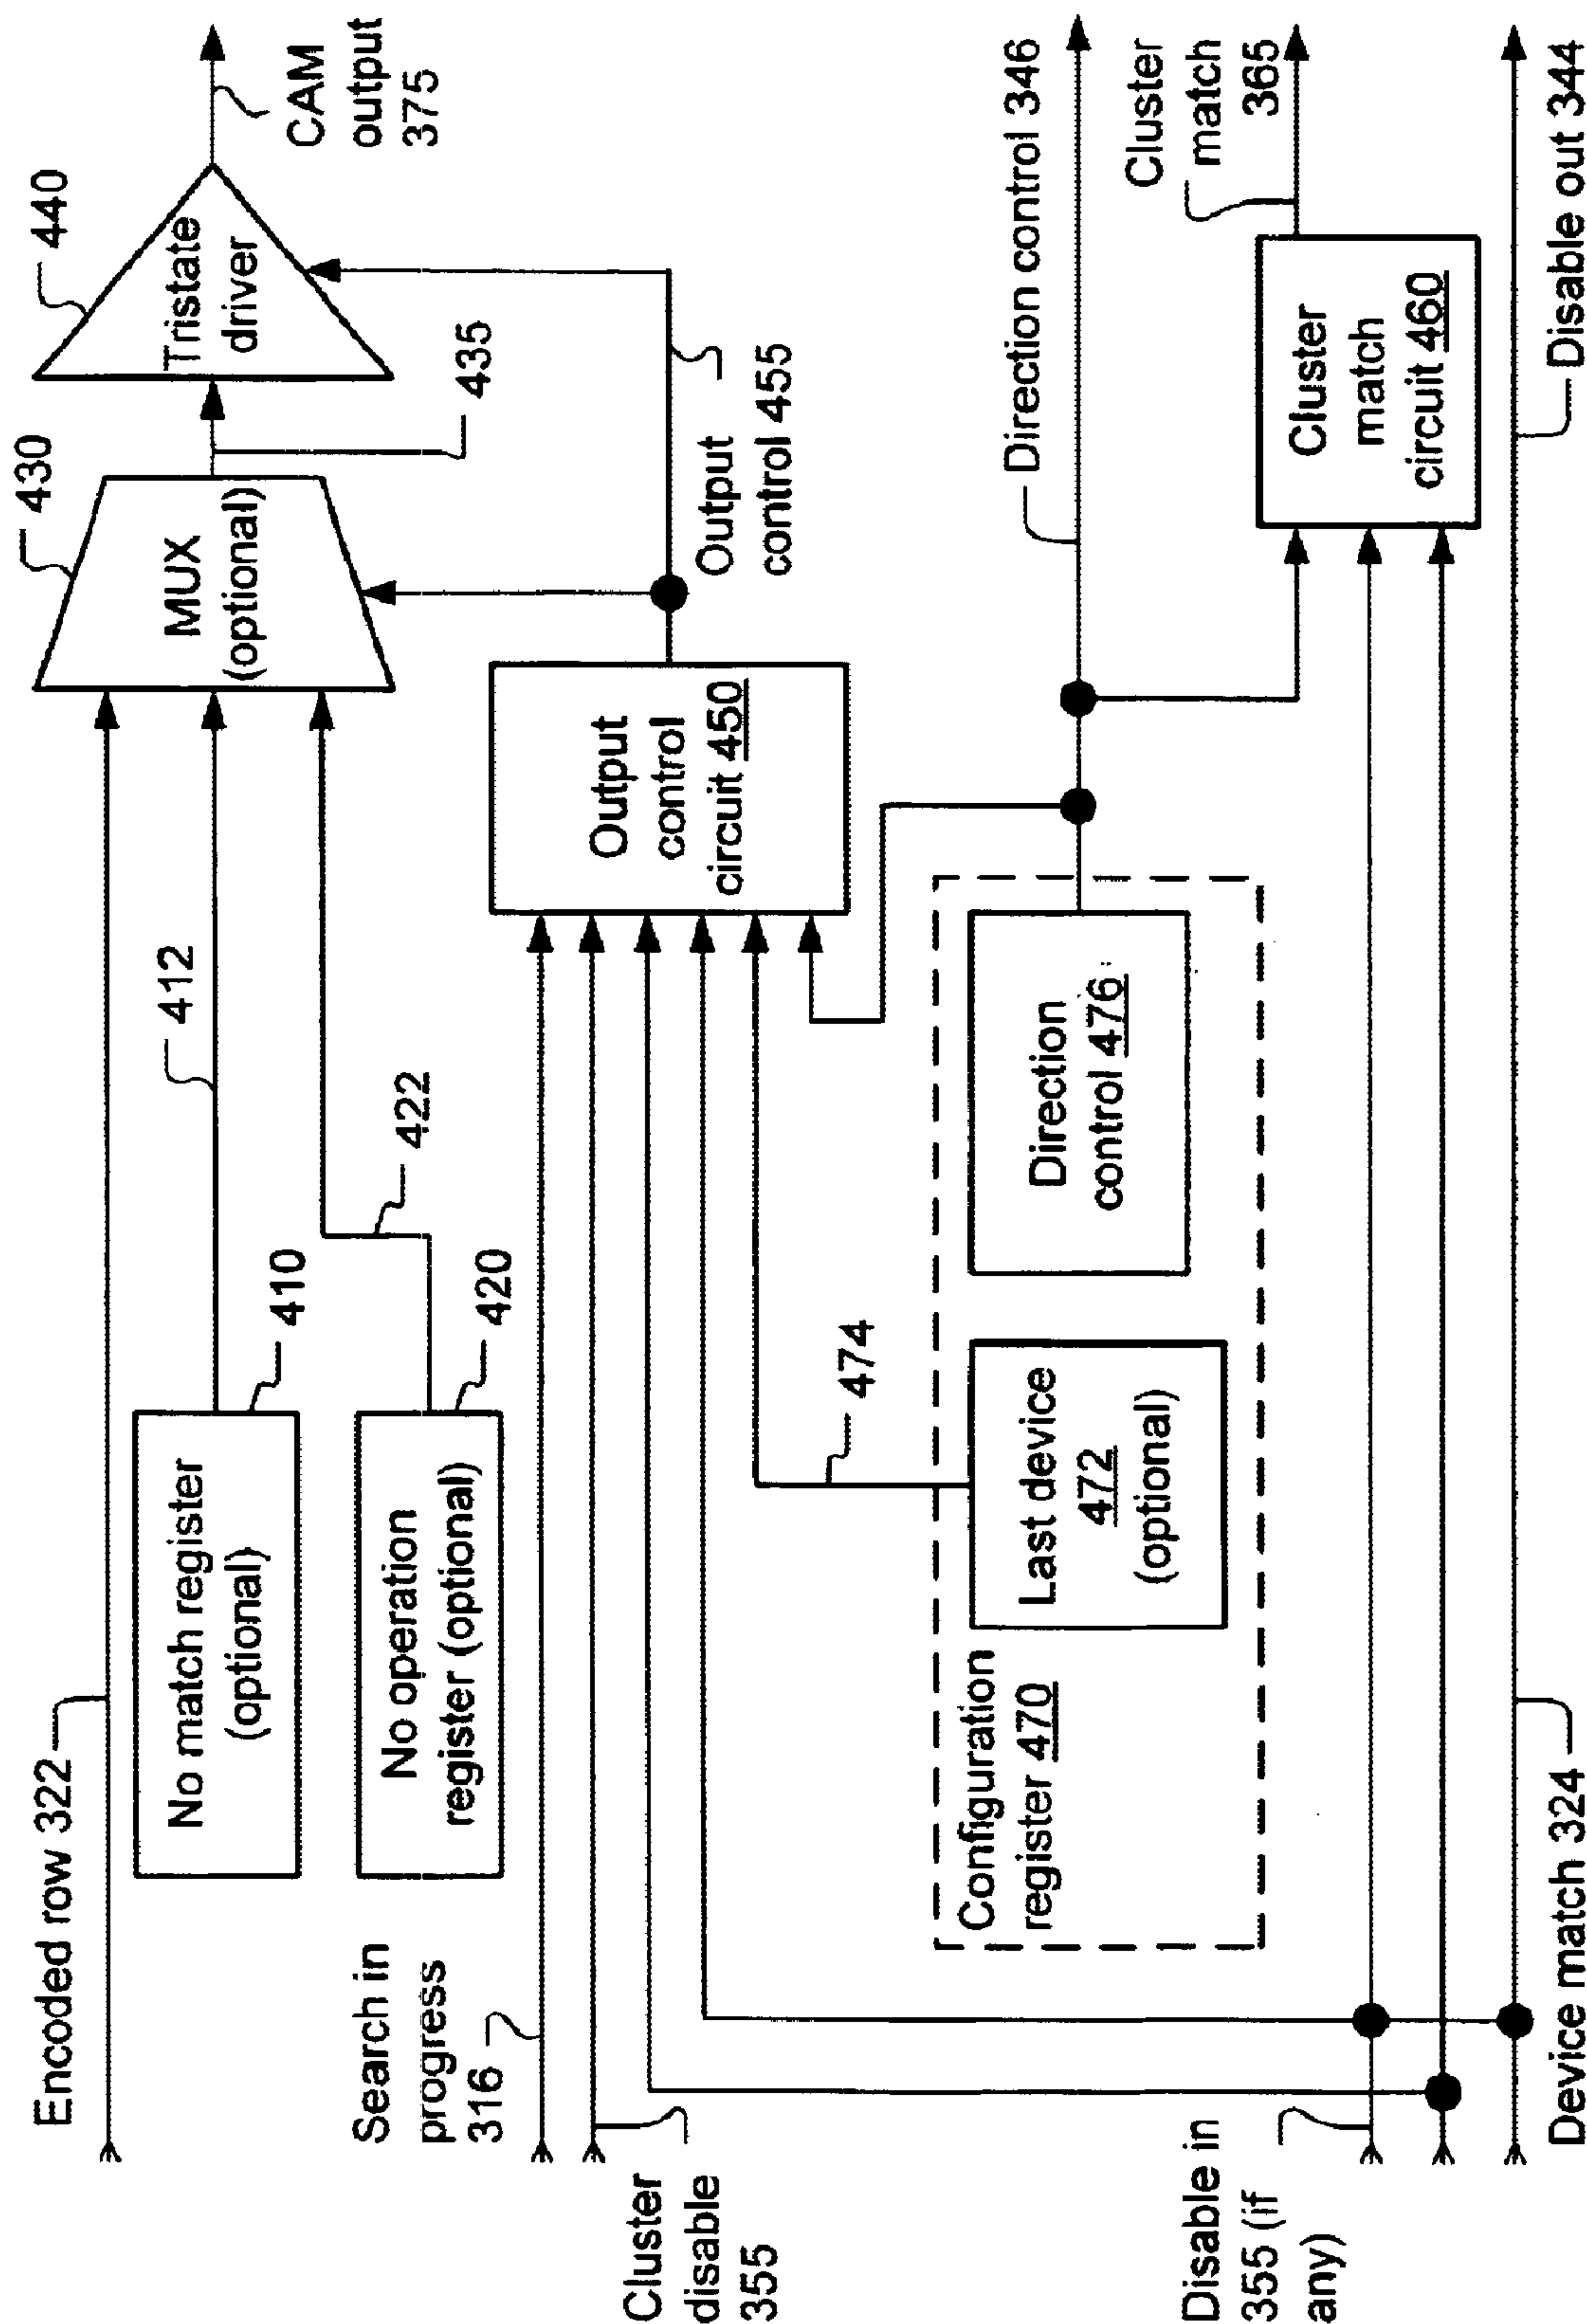 Encoded row 322
No match register
(optional)
410
412
No operation
register (optional)
420
422
MUX
(optional)
430
435
Tristate
driver
440
CAM
output
375
Search in
progress
316
Cluster
disable
355
Output
control
circuit 450
Output
control 455
Configuration
register 470
Last device
472
(optional)
474
Direction
control 476
Direction control 346
Cluster
match
circuit 460
Cluster
match
365
Disable in
355 (if
any)
Device match 324
Disable out 344